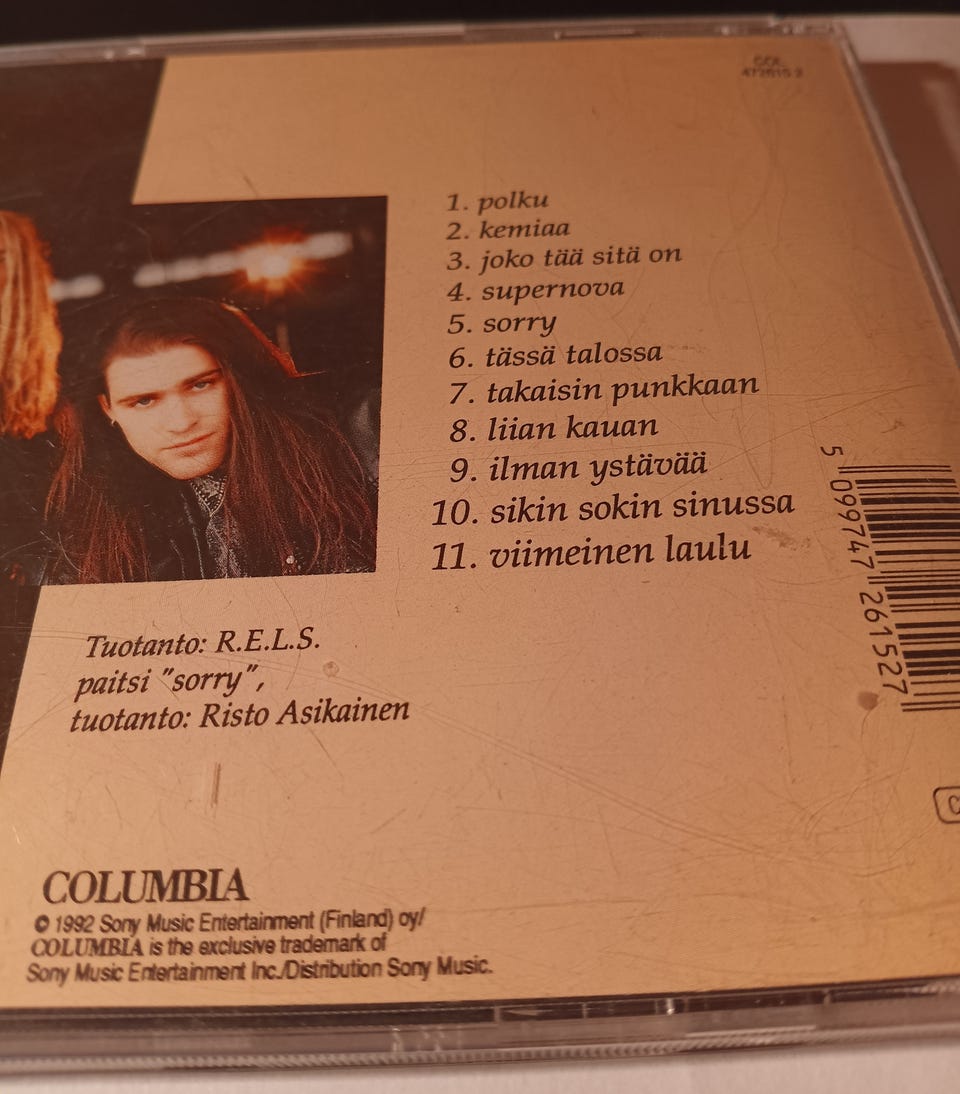 COL
472615 2
1. polku
2. kemiaa
3. joko tää sitä on
4. supernova
5. sorry
6. tässä talossa
7. takaisin punkkaan
8. liian kauan
9. ilman ystävää
10. sikin sokin sinussa
11. viimeinen laulu
5 099747 261527
Tuotanto: R.E.L.S.
paitsi "sorry",
tuotanto: Risto Asikainen
COLUMBIA
© 1992 Sony Music Entertainment (Finland) oy/
COLUMBIA is the exclusive trademark of
Sony Music Entertainment Inc./Distribution Sony Music.